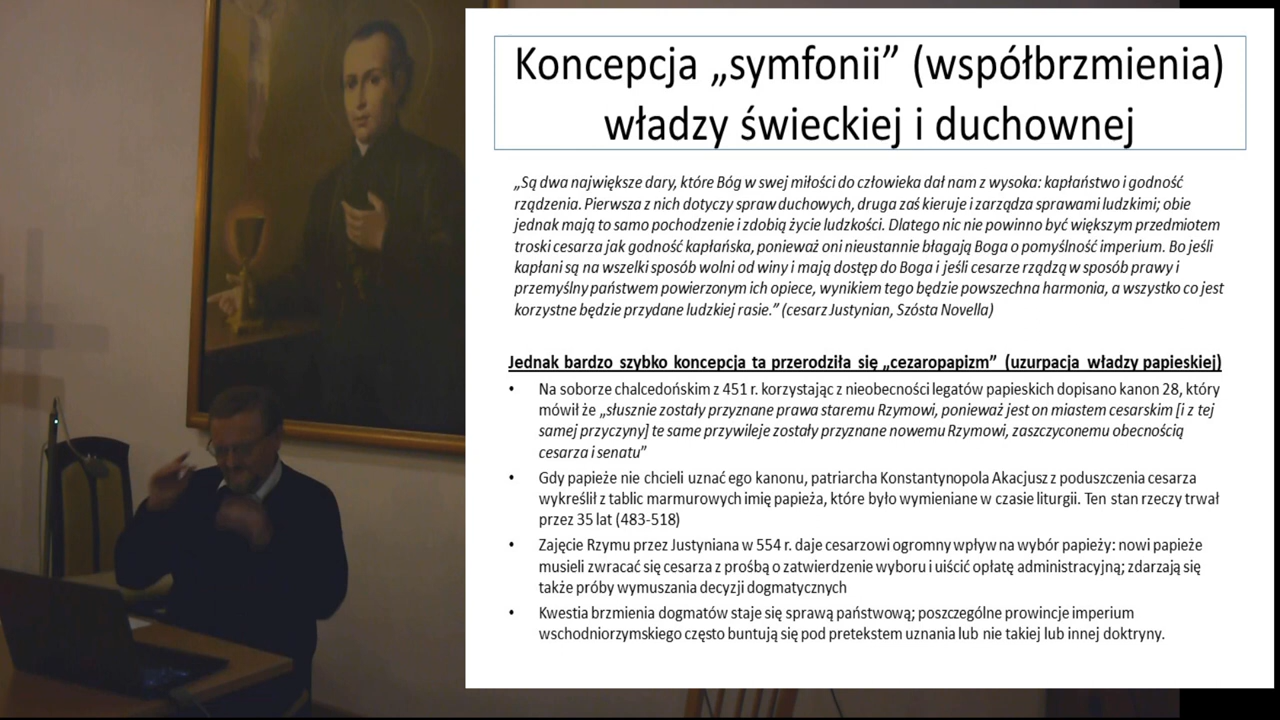 Koncepcja „symfonii” (współbrzmienia)
władzy świeckiej i duchownej
„Są dwa największe dary, które Bóg w swej miłości do człowieka dał nam z wysoka: kapłaństwo i godność
rządzenia. Pierwsza z nich dotyczy spraw duchowych, druga zaś kieruje i zarządza sprawami ludzkimi; obie
jednak mają to samo pochodzenie i zdobią życie ludzkości. Dlatego nic nie powinno być większym przedmiotem
troski cesarza jak godność kapłańska, ponieważ oni nieustannie błagają Boga o pomyślność imperium. Bo jeśli
kapłani są na wszelki sposób wolni od winy i mają dostęp do Boga i jeśli cesarze rządzą w sposób prawy i
przemyślny państwem powierzonym ich opiece, wynikiem tego będzie powszechna harmonia, a wszystko co jest
korzystne będzie przydane ludzkiej rasie.” (cesarz Justynian, Szósta Novella)
Jednak bardzo szybko koncepcja ta przerodziła się „cezaropapizm” (uzurpacja władzy papieskiej)
• Na soborze chalcedońskim z 451 r. korzystając z nieobecności legatów papieskich dopisano kanon 28, który
mówił że „słusznie zostały przyznane prawa staremu Rzymowi, ponieważ jest on miastem cesarskim [i z tej
samej przyczyny] te same przywileje zostały przyznane nowemu Rzymowi, zaszczyconemu obecnością
cesarza i senatu”
• Gdy papieże nie chcieli uznać ego kanonu, patriarcha Konstantynopola Akacjusz z poduszczenia cesarza
wykreślił z tablic marmurowych imię papieża, które było wymieniane w czasie liturgii. Ten stan rzeczy trwał
przez 35 lat (483-518)
• Zajęcie Rzymu przez Justyniana w 554 r. daje cesarzowi ogromny wpływ na wybór papieży: nowi papieże
musieli zwracać się cesarza z prośbą o zatwierdzenie wyboru i uiścić opłatę administracyjną; zdarzają się
także próby wymuszania decyzji dogmatycznych
• Kwestia brzmienia dogmatów staje się sprawą państwową; poszczególne prowincje imperium
wschodniorzymskiego często buntują się pod pretekstem uznania lub nie takiej lub innej doktryny.